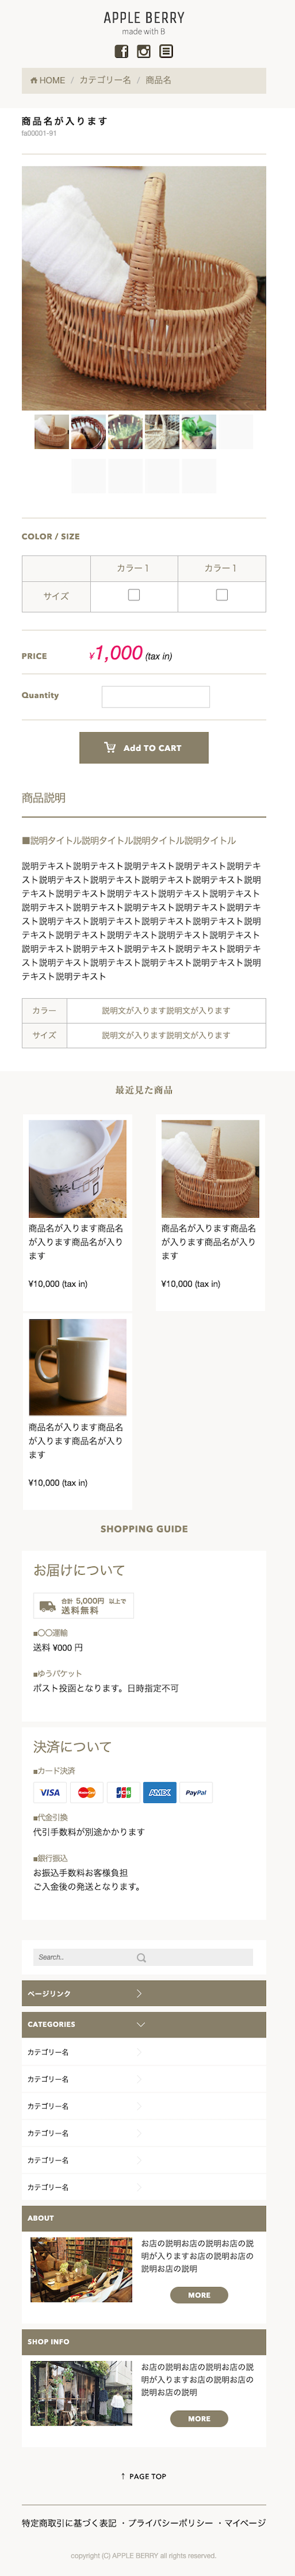 APPLE BERRY
made with B
HOME / カテゴリー名 / 商品名
商品名が入ります
fa00001-91
COLOR / SIZE
カラー１ カラー１
サイズ
PRICE ¥1,000 (tax in)
Quantity
Add TO CART
商品説明
■説明タイトル説明タイトル説明タイトル説明タイトル
説明テキスト説明テキスト説明テキスト説明テキスト説明テキ
スト説明テキスト説明テキスト説明テキスト説明テキスト説明
テキスト説明テキスト説明テキスト説明テキスト説明テキスト
説明テキスト説明テキスト説明テキスト説明テキスト説明テキ
スト説明テキスト説明テキスト説明テキスト説明テキスト説明
テキスト説明テキスト説明テキスト説明テキスト説明テキスト
説明テキスト説明テキスト説明テキスト説明テキスト説明テキ
スト説明テキスト説明テキスト説明テキスト説明テキスト説明
テキスト説明テキスト
カラー 説明文が入ります説明文が入ります
サイズ 説明文が入ります説明文が入ります
最近見た商品
商品名が入ります商品名
が入ります商品名が入り
ます
¥10,000 (tax in)
商品名が入ります商品名
が入ります商品名が入り
ます
¥10,000 (tax in)
商品名が入ります商品名
が入ります商品名が入り
ます
¥10,000 (tax in)
SHOPPING GUIDE
お届けについて
合計 5,000円 以上で
送料無料
■〇〇運輸
送料 ¥000 円
■ゆうパケット
ポスト投函となります。日時指定不可
決済について
■カード決済
VISA MasterCard JCB AMEX PayPal
■代金引換
代引手数料が別途かかります
■銀行振込
お振込手数料お客様負担
ご入金後の発送となります。
Search..
ページリンク
CATEGORIES
カテゴリー名
カテゴリー名
カテゴリー名
カテゴリー名
カテゴリー名
カテゴリー名
ABOUT
お店の説明お店の説明お店の説
明が入りますお店の説明お店の
説明お店の説明
MORE
SHOP INFO
お店の説明お店の説明お店の説
明が入りますお店の説明お店の
説明お店の説明
MORE
↑ PAGE TOP
特定商取引に基づく表記 ・プライバシーポリシー ・マイページ
copyright (C) APPLE BERRY all rights reserved.